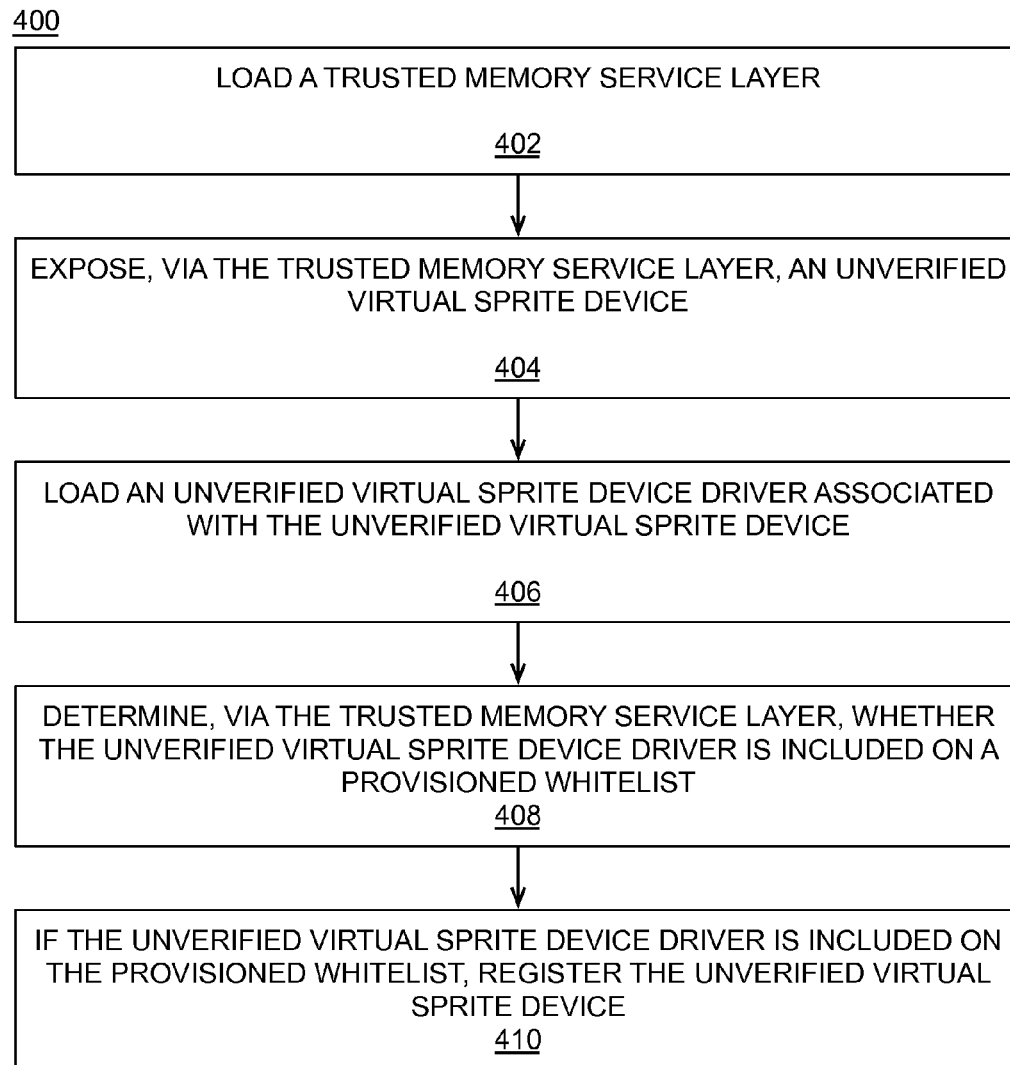 400
LOAD A TRUSTED MEMORY SERVICE LAYER
402
EXPOSE, VIA THE TRUSTED MEMORY SERVICE LAYER, AN UNVERIFIED
VIRTUAL SPRITE DEVICE
404
LOAD AN UNVERIFIED VIRTUAL SPRITE DEVICE DRIVER ASSOCIATED
WITH THE UNVERIFIED VIRTUAL SPRITE DEVICE
406
DETERMINE, VIA THE TRUSTED MEMORY SERVICE LAYER, WHETHER
THE UNVERIFIED VIRTUAL SPRITE DEVICE DRIVER IS INCLUDED ON A
PROVISIONED WHITELIST
408
IF THE UNVERIFIED VIRTUAL SPRITE DEVICE DRIVER IS INCLUDED ON
THE PROVISIONED WHITELIST, REGISTER THE UNVERIFIED VIRTUAL
SPRITE DEVICE
410